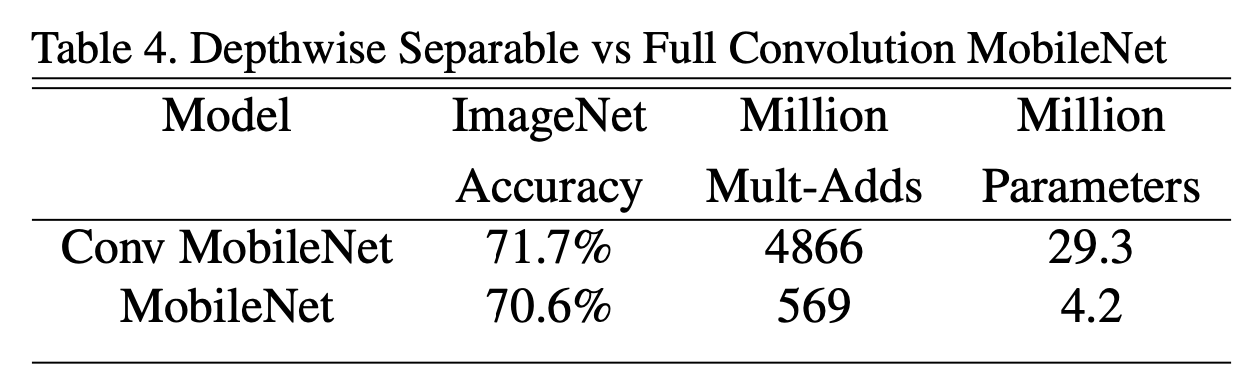 Table 4. Depthwise Separable vs Full Convolution MobileNet
Model ImageNet Million Million
Accuracy Mult-Adds Parameters
Conv MobileNet 71.7% 4866 29.3
MobileNet 70.6% 569 4.2